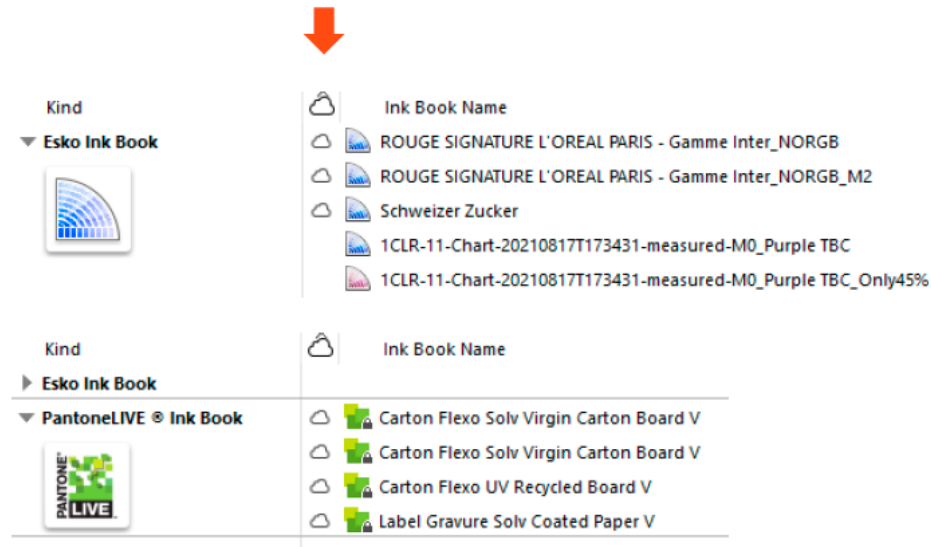 Kind Ink Book Name
Esko Ink Book ROUGE SIGNATURE L'OREAL PARIS - Gamme Inter_NORGB
ROUGE SIGNATURE L'OREAL PARIS - Gamme Inter_NORGB_M2
Schweizer Zucker
1CLR-11-Chart-20210817T173431-measured-M0_Purple TBC
1CLR-11-Chart-20210817T173431-measured-M0_Purple TBC_Only45%
Kind Ink Book Name
Esko Ink Book
PantoneLIVE ® Ink Book Carton Flexo Solv Virgin Carton Board V
Carton Flexo Solv Virgin Carton Board V
PANTONE® LIVE Carton Flexo UV Recycled Board V
Label Gravure Solv Coated Paper V